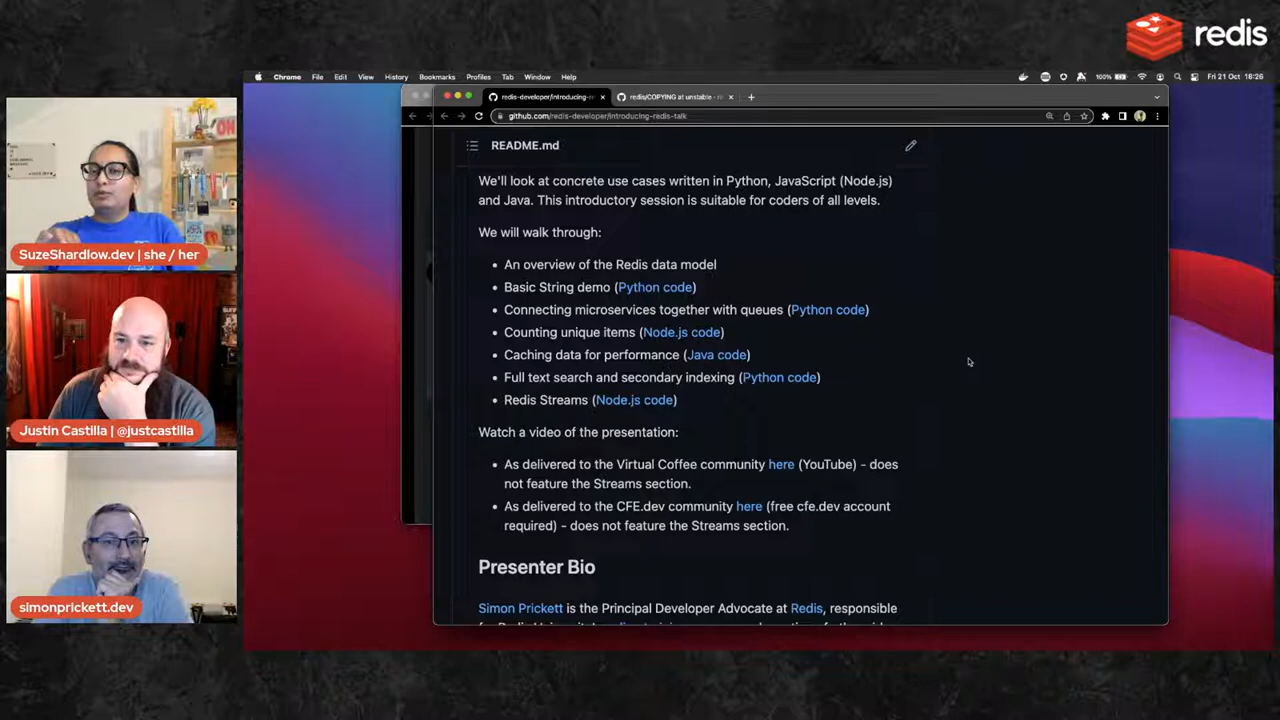 redis
Chrome File Edit View History Bookmarks Profiles Tab Window Help 100% Fri 21 Oct 18:26
redis-developer/introducing-r redis/COPYING at unstable · r
github.com/redis-developer/introducing-redis-talk
README.md
We'll look at concrete use cases written in Python, JavaScript (Node.js)
and Java. This introductory session is suitable for coders of all levels.
We will walk through:
An overview of the Redis data model
Basic String demo (Python code)
Connecting microservices together with queues (Python code)
Counting unique items (Node.js code)
Caching data for performance (Java code)
Full text search and secondary indexing (Python code)
Redis Streams (Node.js code)
Watch a video of the presentation:
As delivered to the Virtual Coffee community here (YouTube) - does
not feature the Streams section.
As delivered to the CFE.dev community here (free cfe.dev account
required) - does not feature the Streams section.
Presenter Bio
Simon Prickett is the Principal Developer Advocate at Redis, responsible
SuzeShardlow.dev | she / her
Justin Castilla | @justcastilla
simonprickett.dev